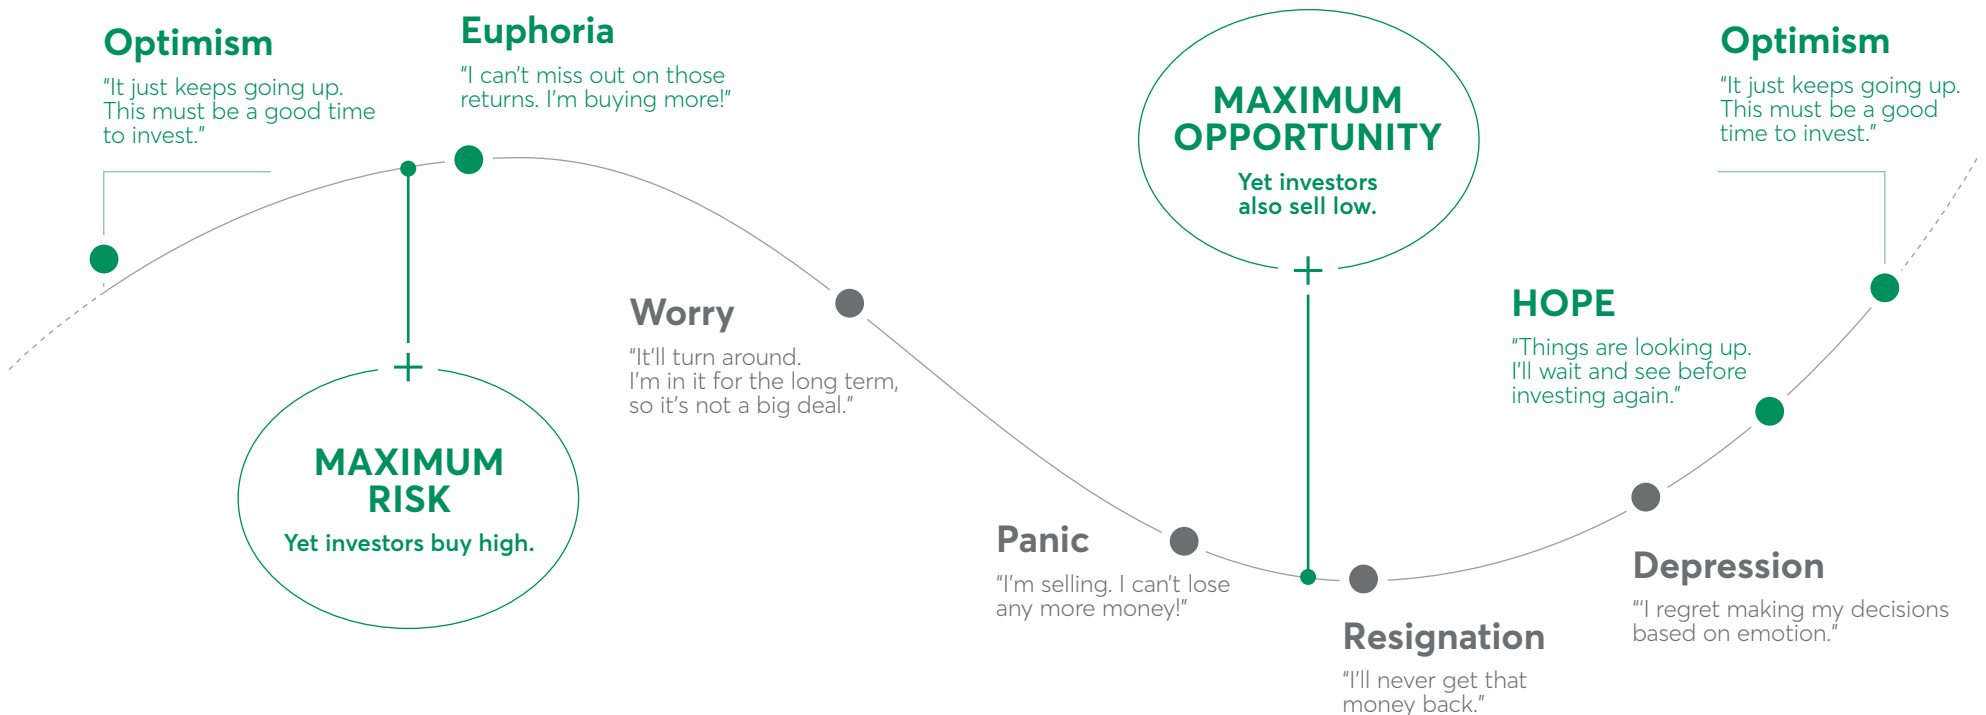 Optimism
“It just keeps going up.
This must be a good time
to invest.”
Euphoria
“I can’t miss out on those
returns. I’m buying more!”
MAXIMUM
RISK
Yet investors buy high.
Worry
“It’ll turn around.
I’m in it for the long term,
so it’s not a big deal.”
Panic
“I’m selling. I can’t lose
any more money!”
MAXIMUM
OPPORTUNITY
Yet investors
also sell low.
Resignation
“I’ll never get that
money back.”
Depression
“‘I regret making my decisions
based on emotion.”
HOPE
“Things are looking up.
I’ll wait and see before
investing again.”
Optimism
“It just keeps going up.
This must be a good
time to invest.”